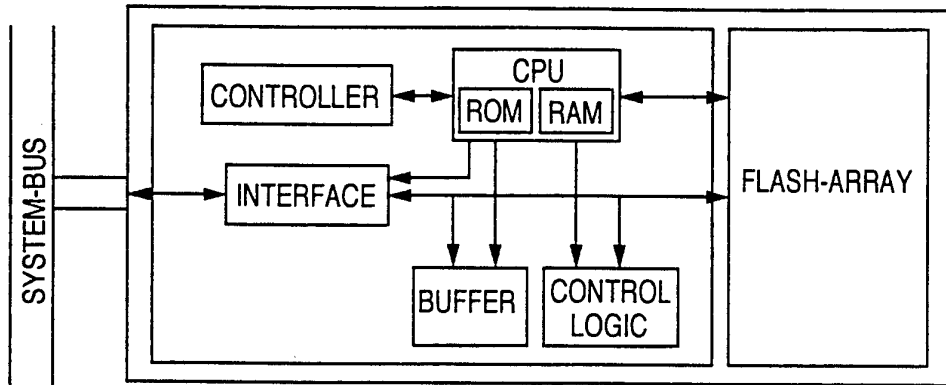 SYSTEM-BUS
CONTROLLER
CPU
ROM
RAM
INTERFACE
FLASH-ARRAY
BUFFER
CONTROL
LOGIC